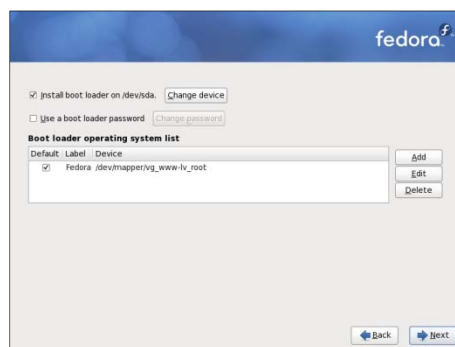 fedora
Install boot loader on /dev/sda. Change device
Use a boot loader password Change password
Boot loader operating system list
Default Label Device
Fedora /dev/mapper/vg_www-lv_root
Add
Edit
Delete
Back Next